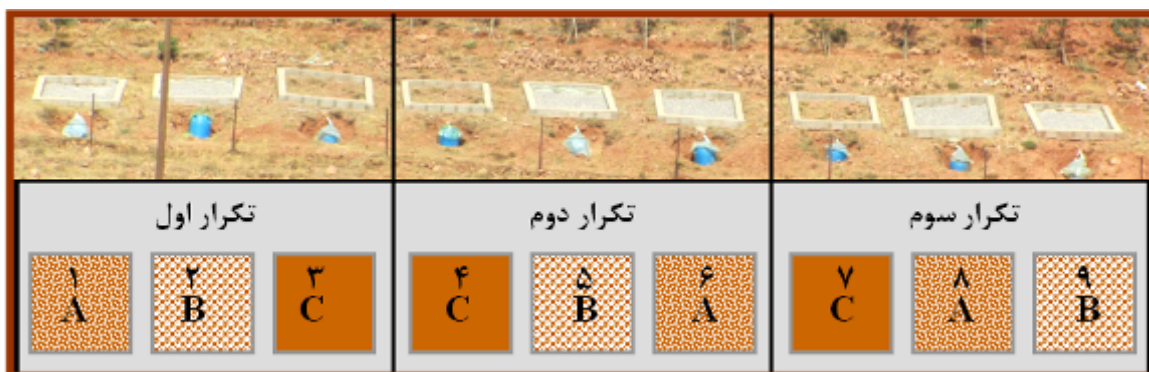 تکرار اول
۱ ۲ ۳
A B C
تکرار دوم
۴ ۵ ۶
C B A
تکرار سوم
۷ ۸ ۹
C A B